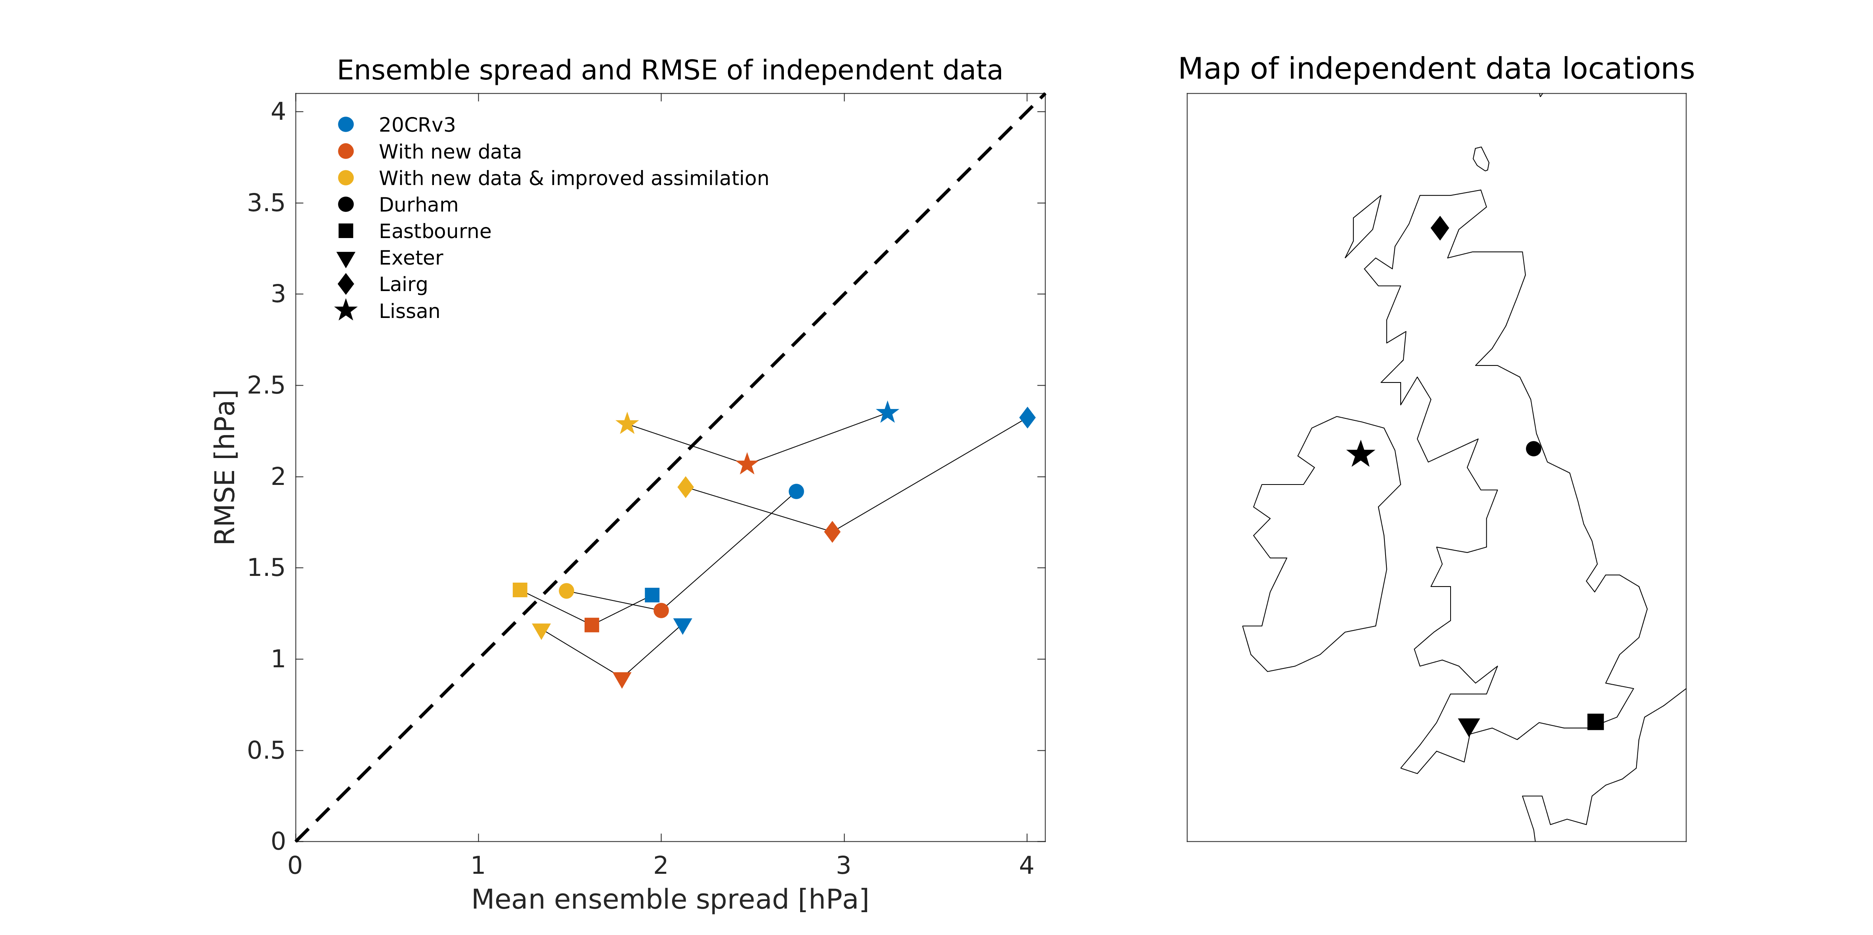 Ensemble spread and RMSE of independent data
4
3.5
3
2.5
2
1.5
1
0.5
0
RMSE [hPa]
20CRv3
With new data
With new data & improved assimilation
Durham
Eastbourne
Exeter
Lairg
Lissan
0 1 2 3 4
Mean ensemble spread [hPa]
Map of independent data locations